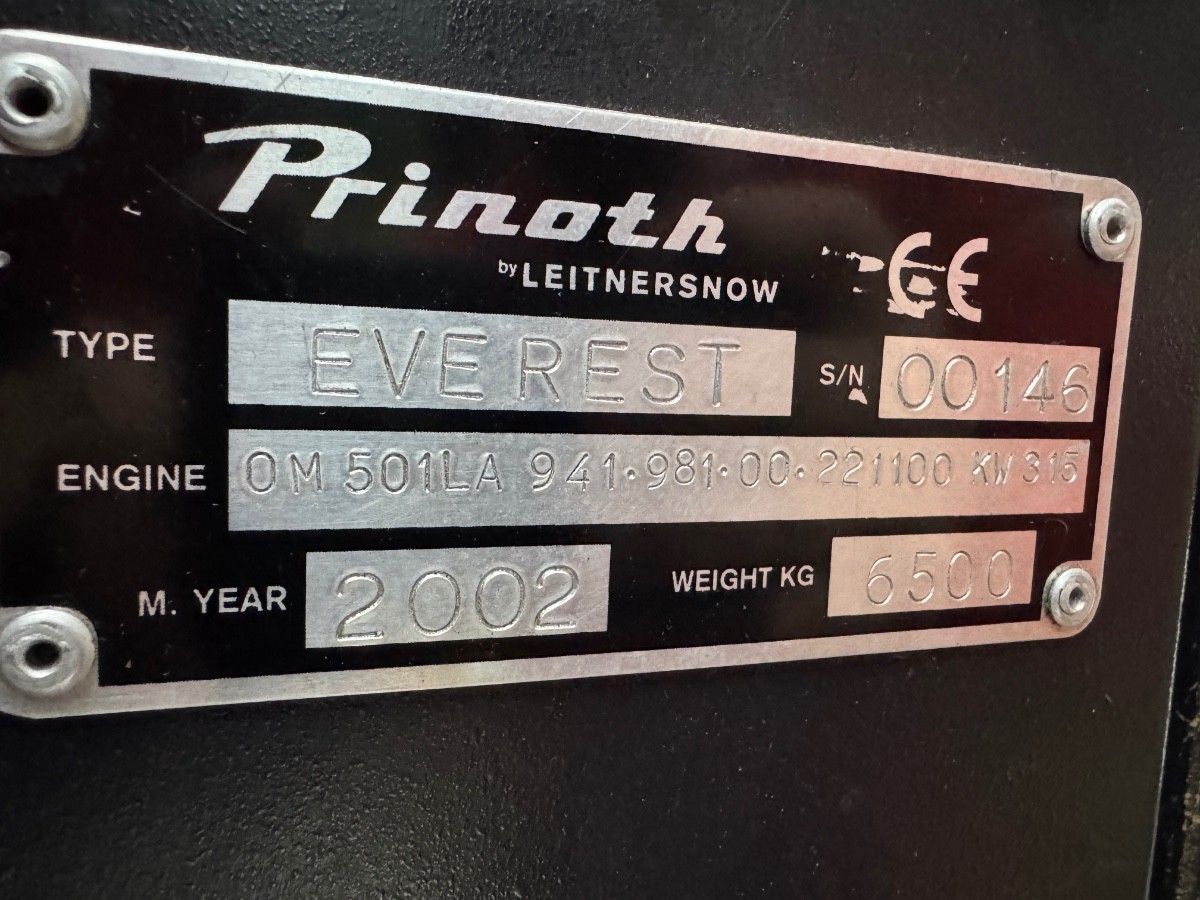 Prinoth
by LEITNERSNOW
CE
TYPE EVEREST S/N 00146
ENGINE OM 501LA 941.981.00.221100 KW 315
M. YEAR 2002 WEIGHT KG 6500